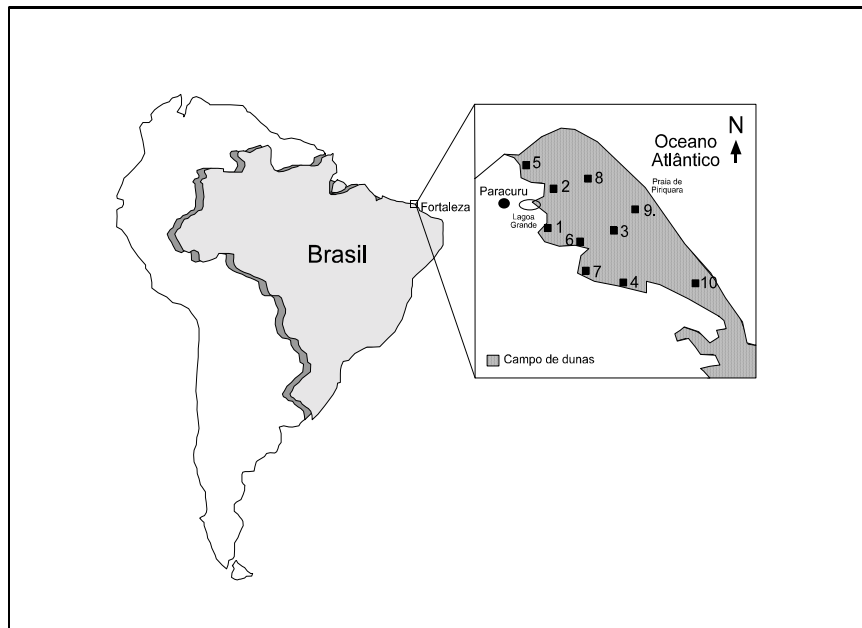 Brasil
Fortaleza
N
Oceano
Atlântico
Praia de
Piriquara
5
8
2
Paracuru
Lagoa
Grande
9.
1
3
6
7
4
10
Campo de dunas